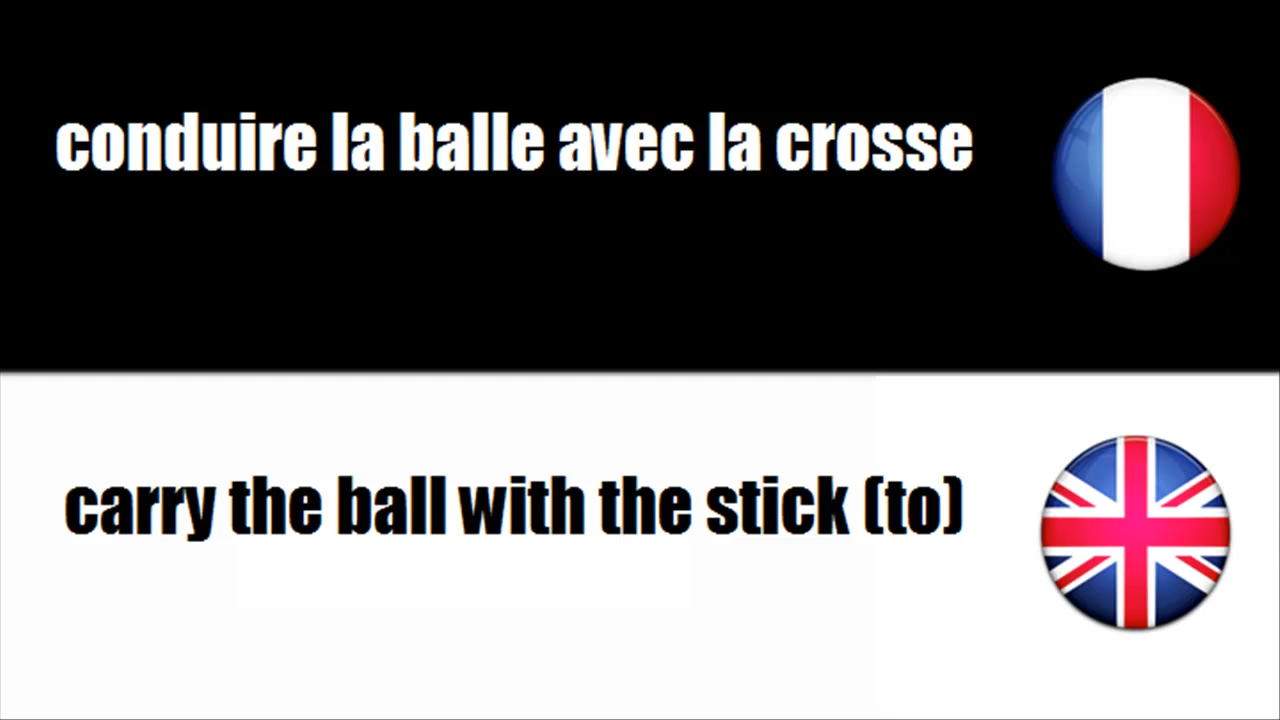 conduire la balle avec la crosse
carry the ball with the stick (to)